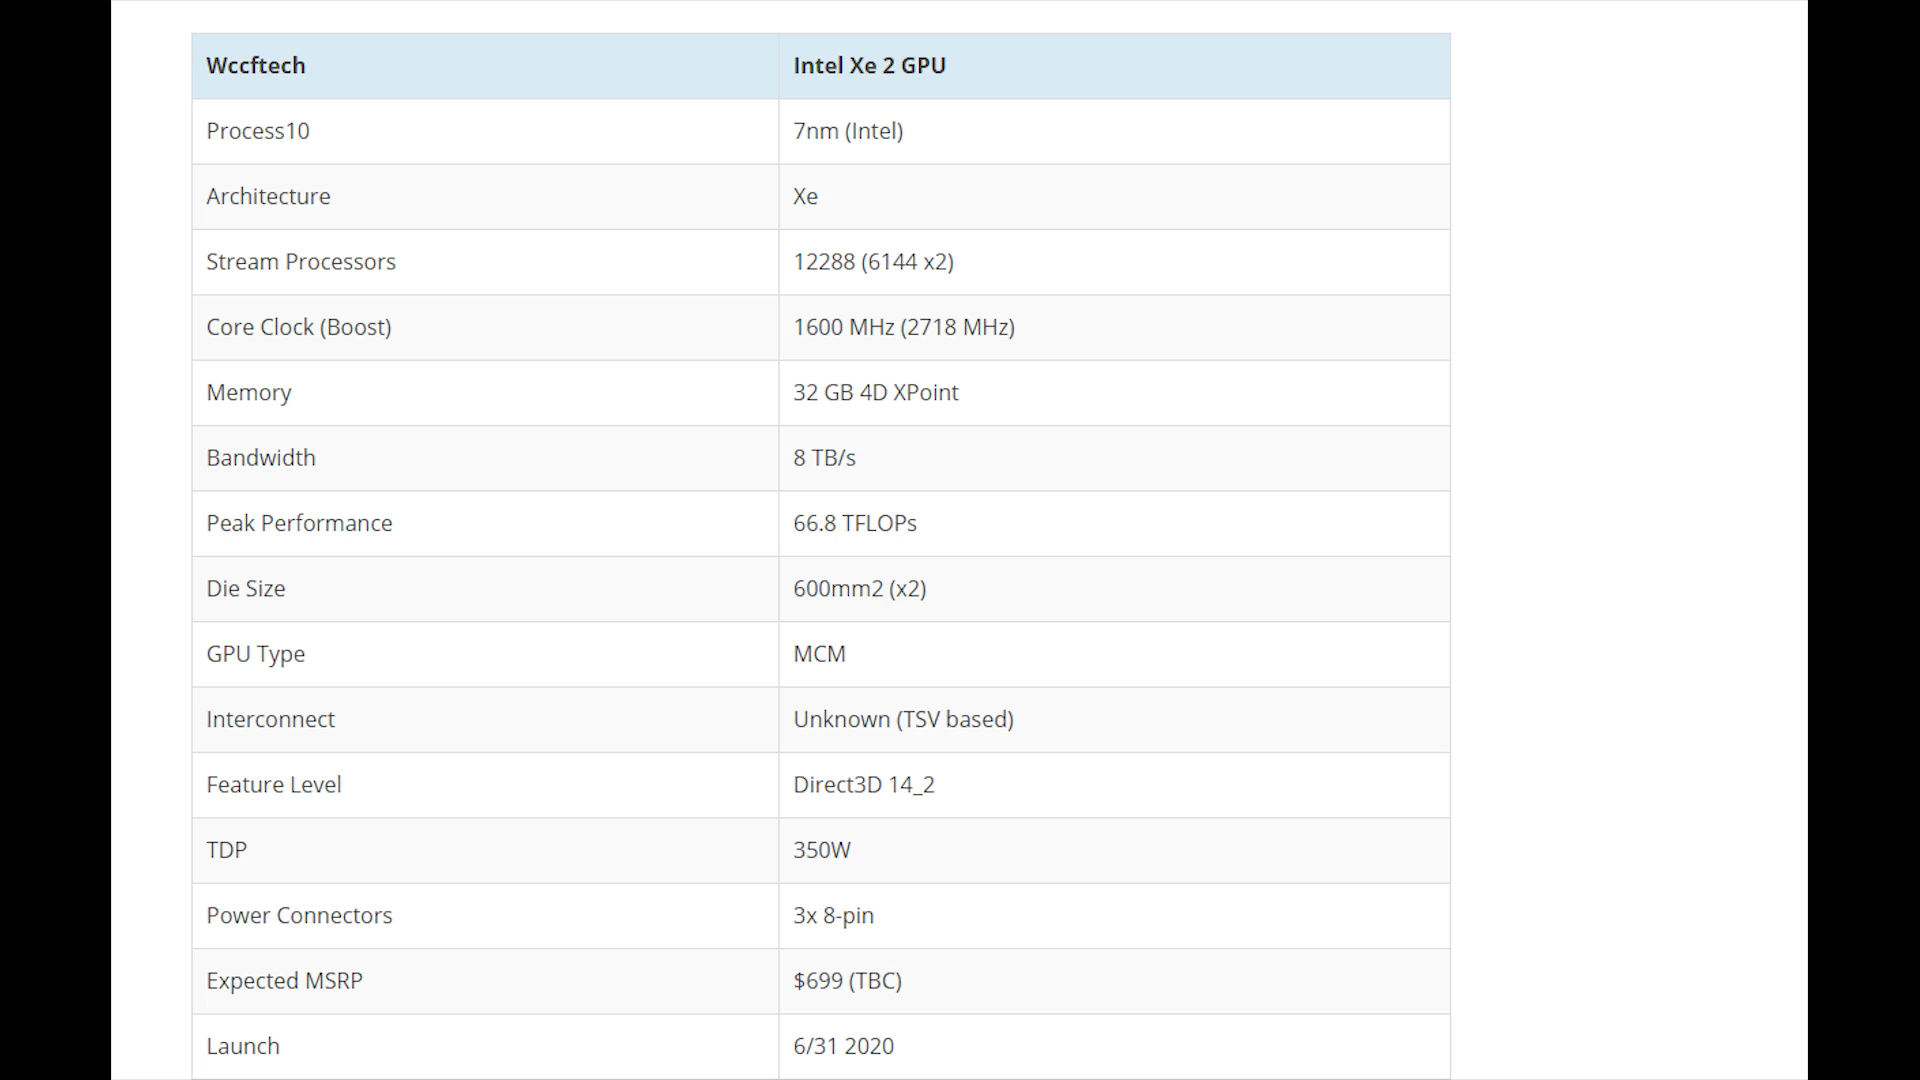 Wccftech Intel Xe 2 GPU
Process10 7nm (Intel)
Architecture Xe
Stream Processors 12288 (6144 x2)
Core Clock (Boost) 1600 MHz (2718 MHz)
Memory 32 GB 4D XPoint
Bandwidth 8 TB/s
Peak Performance 66.8 TFLOPs
Die Size 600mm2 (x2)
GPU Type MCM
Interconnect Unknown (TSV based)
Feature Level Direct3D 14_2
TDP 350W
Power Connectors 3x 8-pin
Expected MSRP $699 (TBC)
Launch 6/31 2020